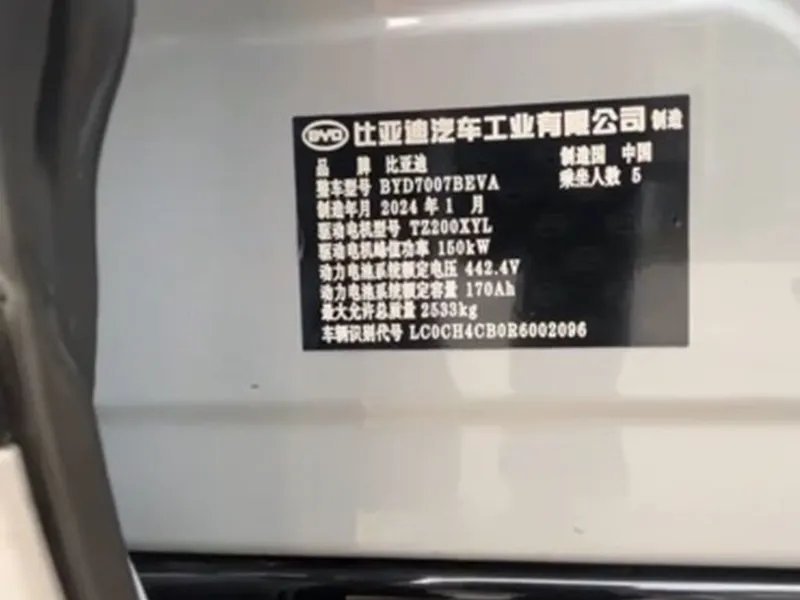 BYD 比亚迪汽车工业有限公司 制造
品牌 比亚迪 制造国 中国
整车型号 BYD7007BEVA 乘坐人数 5
制造年月 2024 年 1 月
驱动电机型号 TZ200XYL
驱动电机峰值功率 150kW
动力电池系统额定电压 442.4V
动力电池系统额定容量 170Ah
最大允许总质量 2533kg
车辆识别代号 LC0CH4CB0R6002096